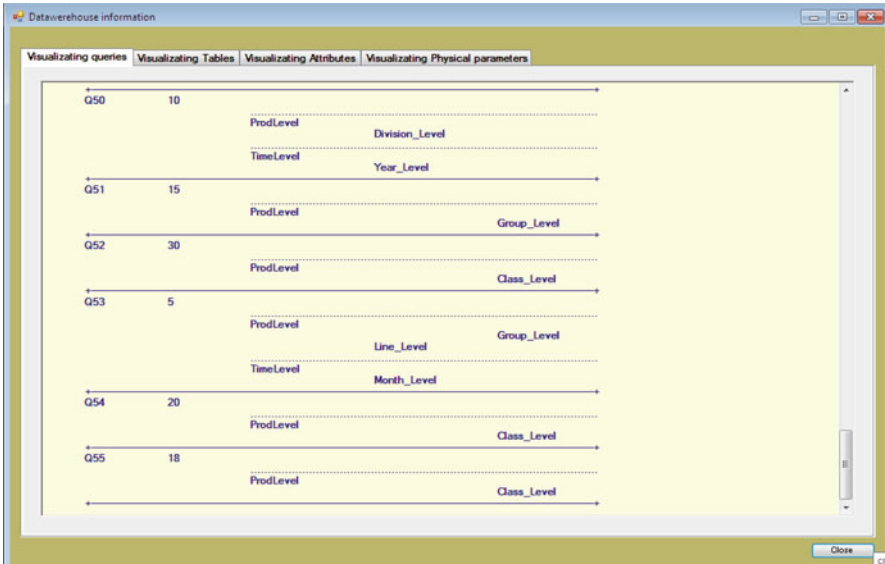 Datawerehouse information
Visualizating queries Visualizating Tables Visualizating Attributes Visualizating Physical parameters
Q50 10
ProdLevel
Division_Level
TimeLevel
Year_Level
Q51 15
ProdLevel
Group_Level
Q52 30
ProdLevel
Class_Level
Q53 5
ProdLevel
Group_Level
Line_Level
TimeLevel
Month_Level
Q54 20
ProdLevel
Class_Level
Q55 18
ProdLevel
Class_Level
Close